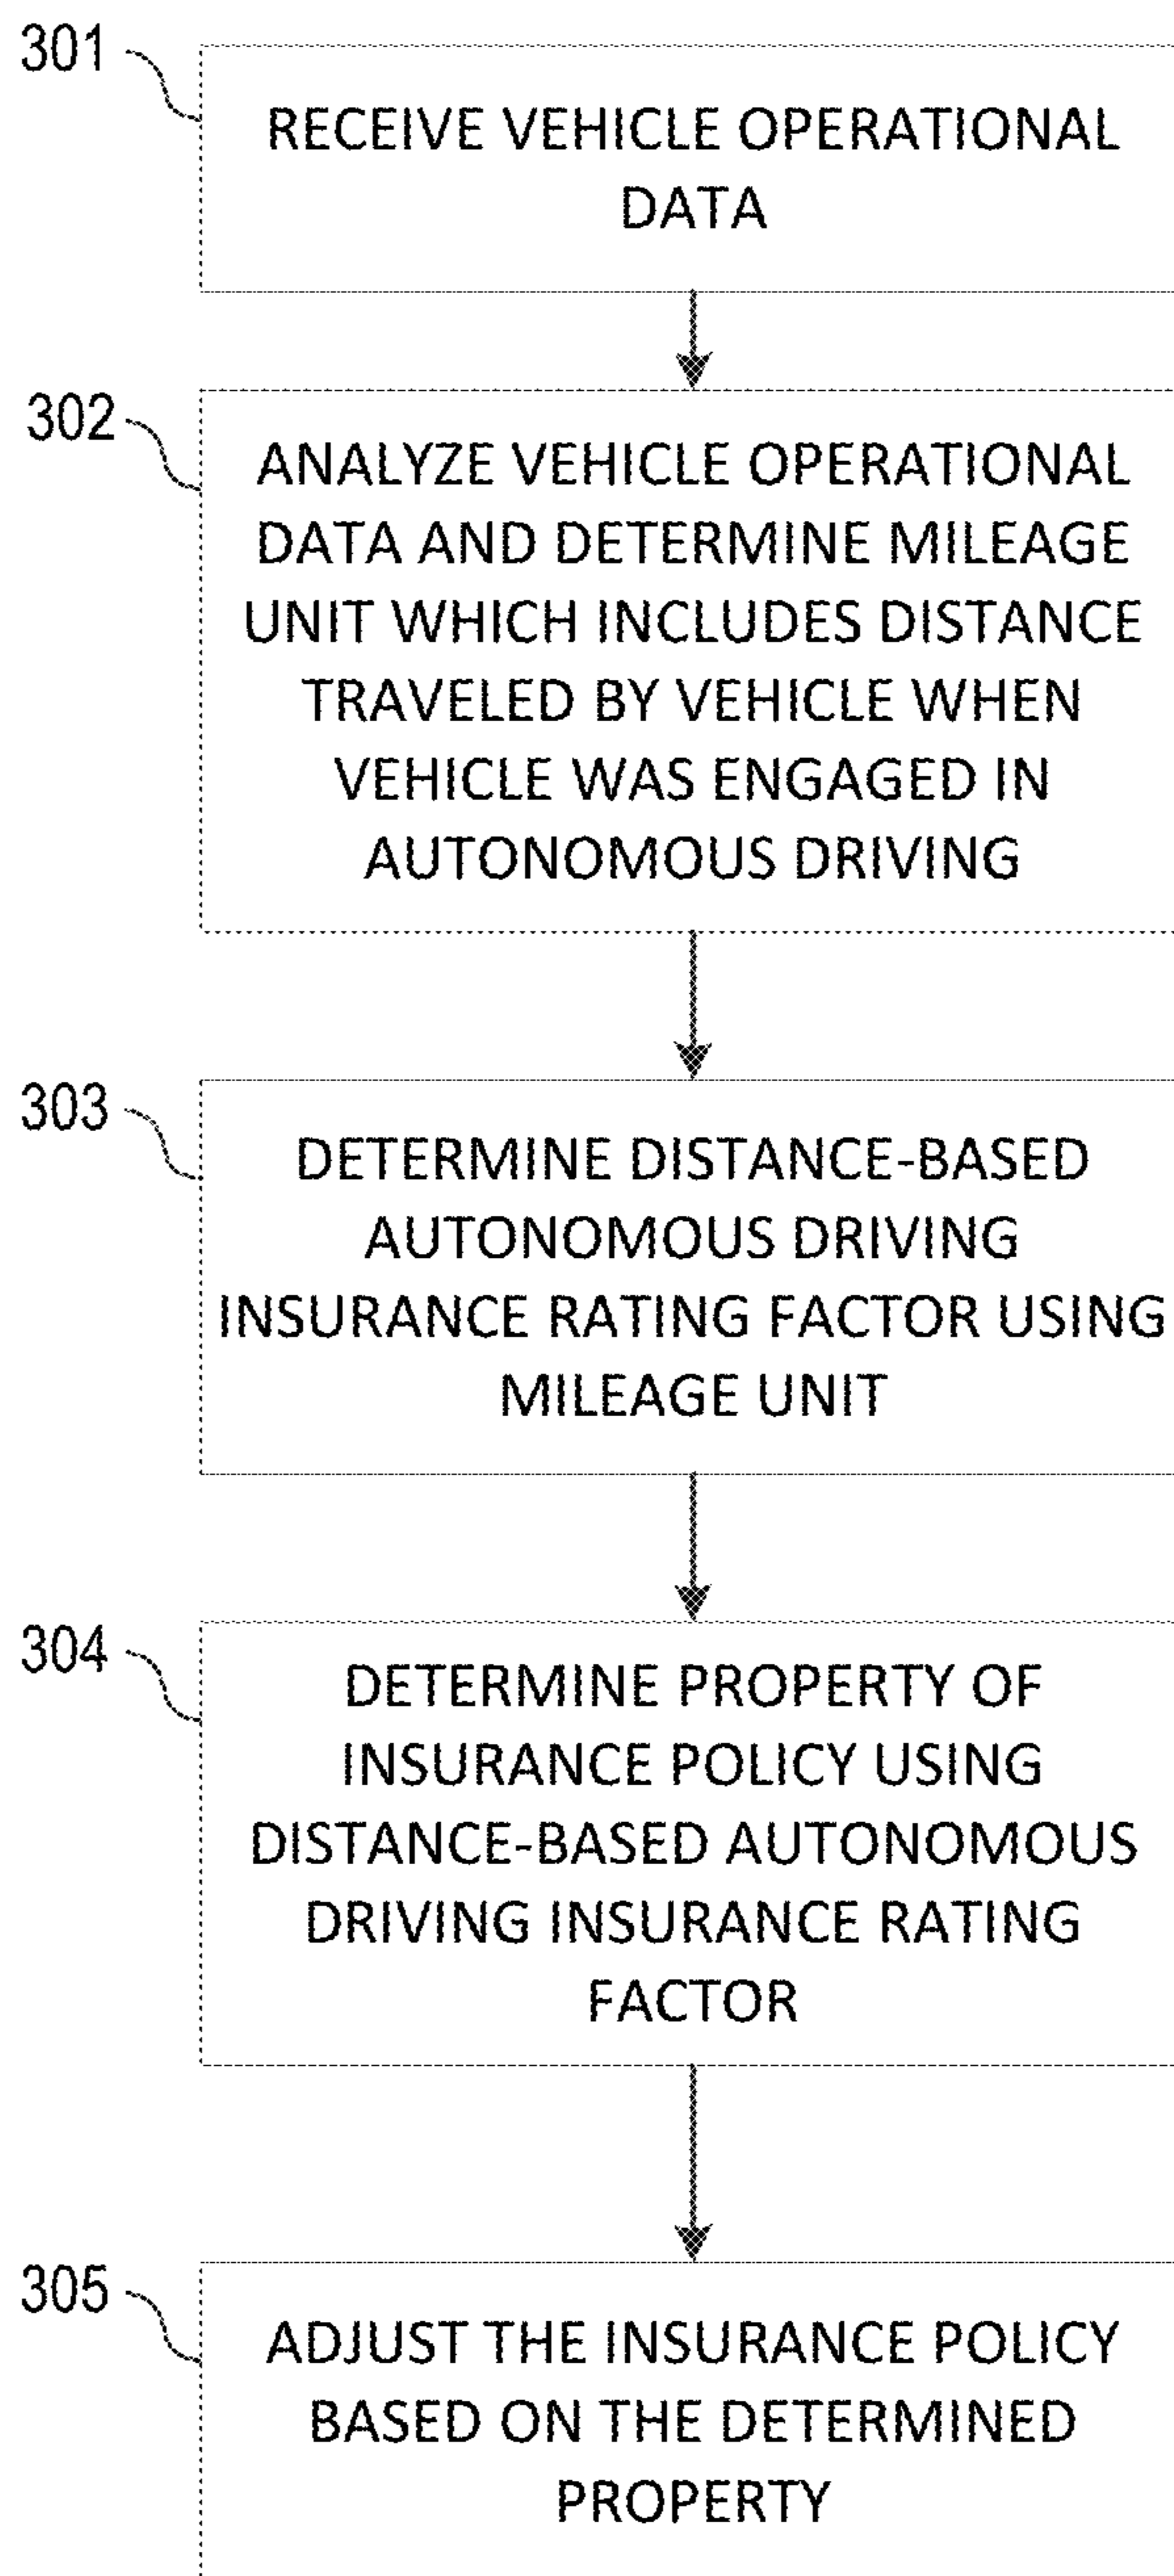 301
RECEIVE VEHICLE OPERATIONAL
DATA
302
ANALYZE VEHICLE OPERATIONAL
DATA AND DETERMINE MILEAGE
UNIT WHICH INCLUDES DISTANCE
TRAVELED BY VEHICLE WHEN
VEHICLE WAS ENGAGED IN
AUTONOMOUS DRIVING
303
DETERMINE DISTANCE-BASED
AUTONOMOUS DRIVING
INSURANCE RATING FACTOR USING
MILEAGE UNIT
304
DETERMINE PROPERTY OF
INSURANCE POLICY USING
DISTANCE-BASED AUTONOMOUS
DRIVING INSURANCE RATING
FACTOR
305
ADJUST THE INSURANCE POLICY
BASED ON THE DETERMINED
PROPERTY